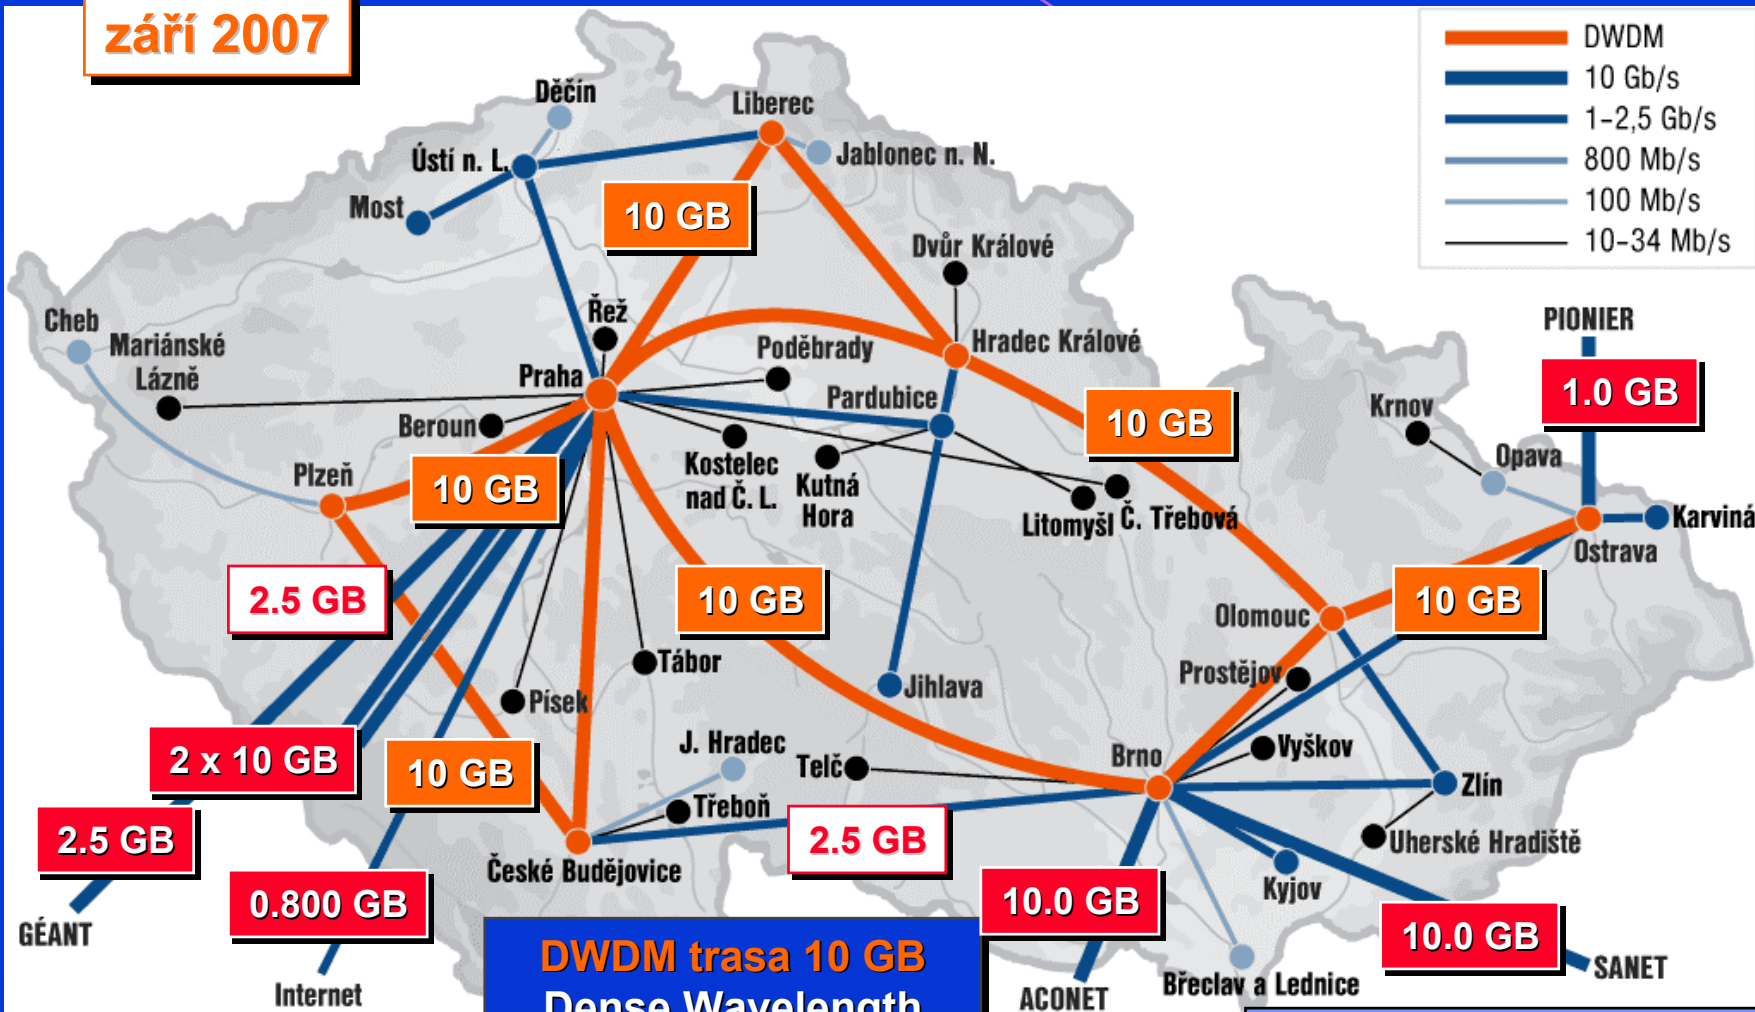 září 2007
DWDM
10 Gb/s
1–2,5 Gb/s
800 Mb/s
100 Mb/s
10–34 Mb/s
Děčín
Liberec
Ústí n. L.
Jablonec n. N.
Most
10 GB
Dvůr Králové
Cheb
Mariánské
Lázně
Řež
Poděbrady
Hradec Králové
PIONIER
1.0 GB
Praha
Pardubice
Krnov
Beroun
10 GB
Opava
Plzeň
10 GB
Kostelec
nad Č. L.
Kutná
Hora
Litomyšl
Č. Třebová
Karviná
Ostrava
2.5 GB
10 GB
10 GB
Olomouc
Tábor
Prostějov
Písek
Jihlava
2 x 10 GB
10 GB
J. Hradec
Telč
Brno
Vyškov
Zlín
Třeboň
2.5 GB
2.5 GB
Uherské Hradiště
České Budějovice
Kyjov
0.800 GB
10.0 GB
10.0 GB
GÉANT
DWDM trasa 10 GB
Dense Wavelength
SANET
Internet
ACONET
Břeclav a Lednice